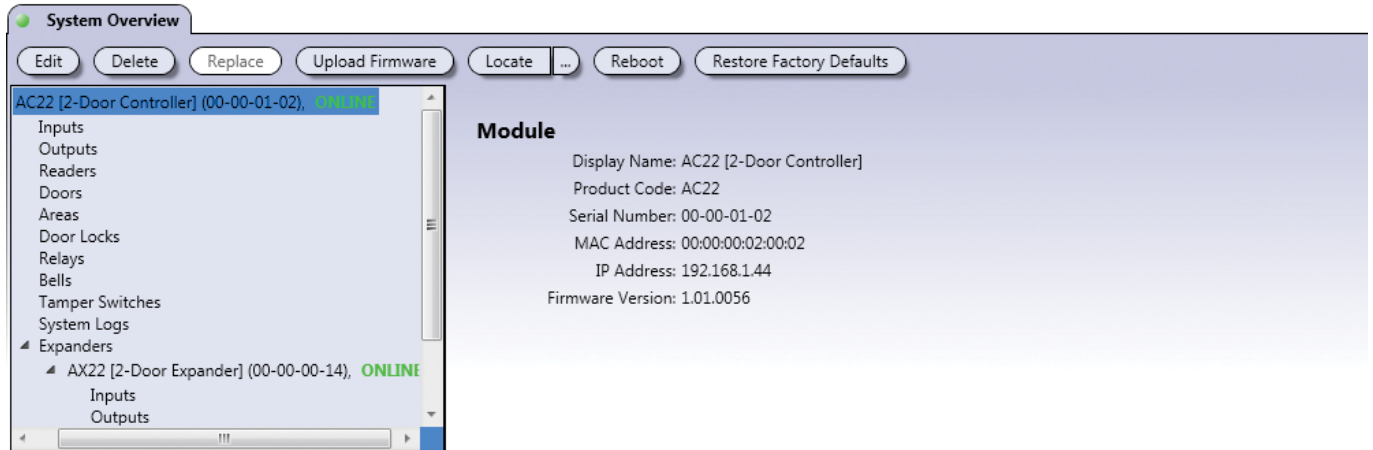 System Overview
Edit Delete Replace Upload Firmware Locate ... Reboot Restore Factory Defaults
AC22 [2-Door Controller] (00-00-01-02), ONLINE
Inputs
Outputs
Readers
Doors
Areas
Door Locks
Relays
Bells
Tamper Switches
System Logs
Expanders
AX22 [2-Door Expander] (00-00-00-14), ONLINE
Inputs
Outputs
Module
Display Name: AC22 [2-Door Controller]
Product Code: AC22
Serial Number: 00-00-01-02
MAC Address: 00:00:00:02:00:02
IP Address: 192.168.1.44
Firmware Version: 1.01.0056